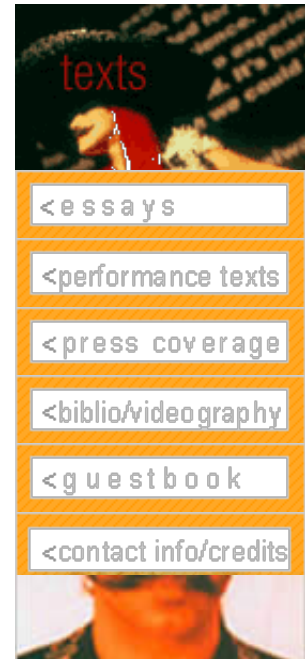 texts
<essays
<performance texts
<press coverage
<biblio/videography
<guestbook
<contact info/credits